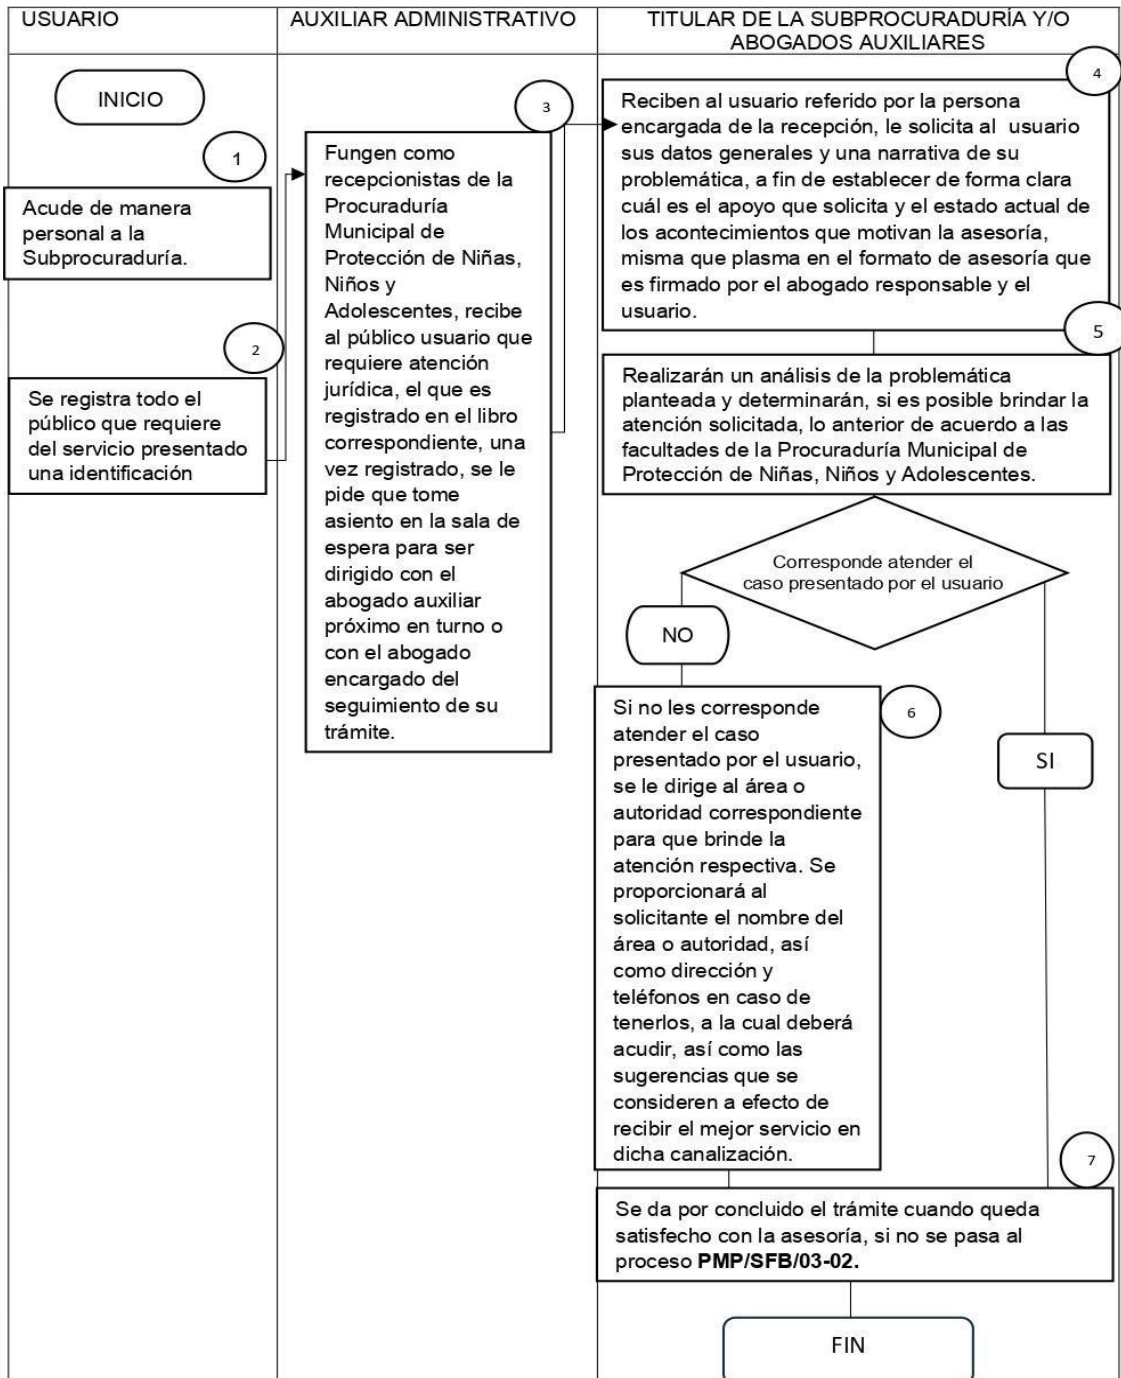 USUARIO
AUXILIAR ADMINISTRATIVO
TITULAR DE LA SUBPROCURADURÍA Y/O
ABOGADOS AUXILIARES
INICIO
1
Acude de manera
personal a la
Subprocuraduría.
2
Se registra todo el
público que requiere
del servicio presentado
una identificación
3
Fungen como
recepcionistas de la
Procuraduría
Municipal de
Protección de Niñas,
Niños y
Adolescentes, recibe
al público usuario que
requiere atención
jurídica, el que es
registrado en el libro
correspondiente, una
vez registrado, se le
pide que tome
asiento en la sala de
espera para ser
dirigido con el
abogado auxiliar
próximo en turno o
con el abogado
encargado del
seguimiento de su
trámite.
4
Reciben al usuario referido por la persona
encargada de la recepción, le solicita al usuario
sus datos generales y una narrativa de su
problemática, a fin de establecer de forma clara
cuál es el apoyo que solicita y el estado actual de
los acontecimientos que motivan la asesoría,
misma que plasma en el formato de asesoría que
es firmado por el abogado responsable y el
usuario.
5
Realizarán un análisis de la problemática
planteada y determinarán, si es posible brindar la
atención solicitada, lo anterior de acuerdo a las
facultades de la Procuraduría Municipal de
Protección de Niñas, Niños y Adolescentes.
Corresponde atender el
caso presentado por el usuario
NO
SI
6
Si no les corresponde
atender el caso
presentado por el usuario,
se le dirige al área o
autoridad correspondiente
para que brinde la
atención respectiva. Se
proporcionará al
solicitante el nombre del
área o autoridad, así
como dirección y
teléfonos en caso de
tenerlos, a la cual deberá
acudir, así como las
sugerencias que se
consideren a efecto de
recibir el mejor servicio en
dicha canalización.
7
Se da por concluido el trámite cuando queda
satisfecho con la asesoría, si no se pasa al
proceso PMP/SFB/03-02.
FIN